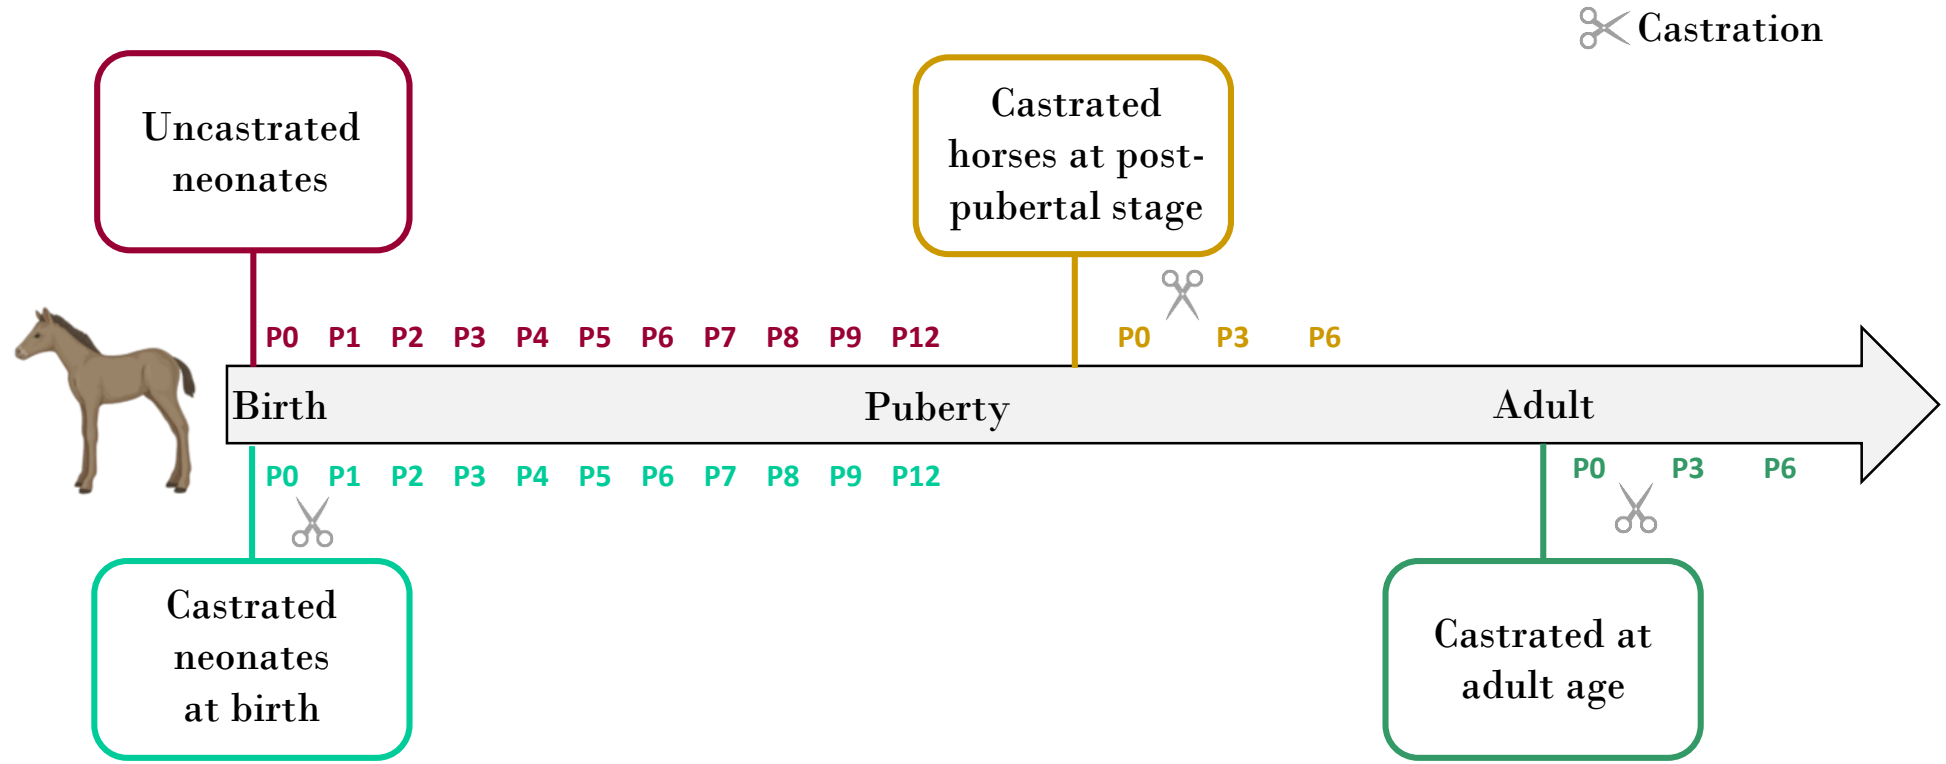 Castration
Uncastrated
neonates
Castrated
horses at post-
pubertal stage
P0 P1 P2 P3 P4 P5 P6 P7 P8 P9 P12
P0 P3 P6
Birth
Puberty
Adult
P0 P1 P2 P3 P4 P5 P6 P7 P8 P9 P12
P0 P3 P6
Castrated
neonates
at birth
Castrated at
adult age